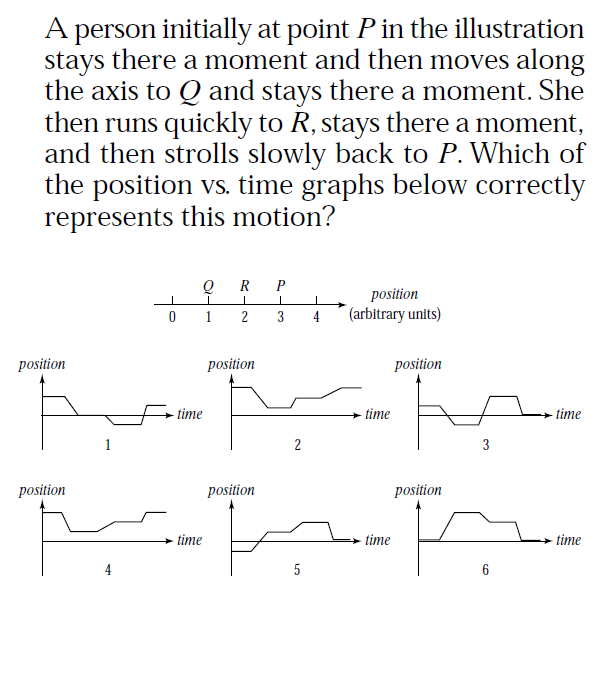 A person initially at point P in the illustration
stays there a moment and then moves along
the axis to Q and stays there a moment. She
then runs quickly to R, stays there a moment,
and then strolls slowly back to P. Which of
the position vs. time graphs below correctly
represents this motion?
Q R P
position
0 1 2 3 4 (arbitrary units)
position position position
time time time
1 2 3
position position position
time time time
4 5 6